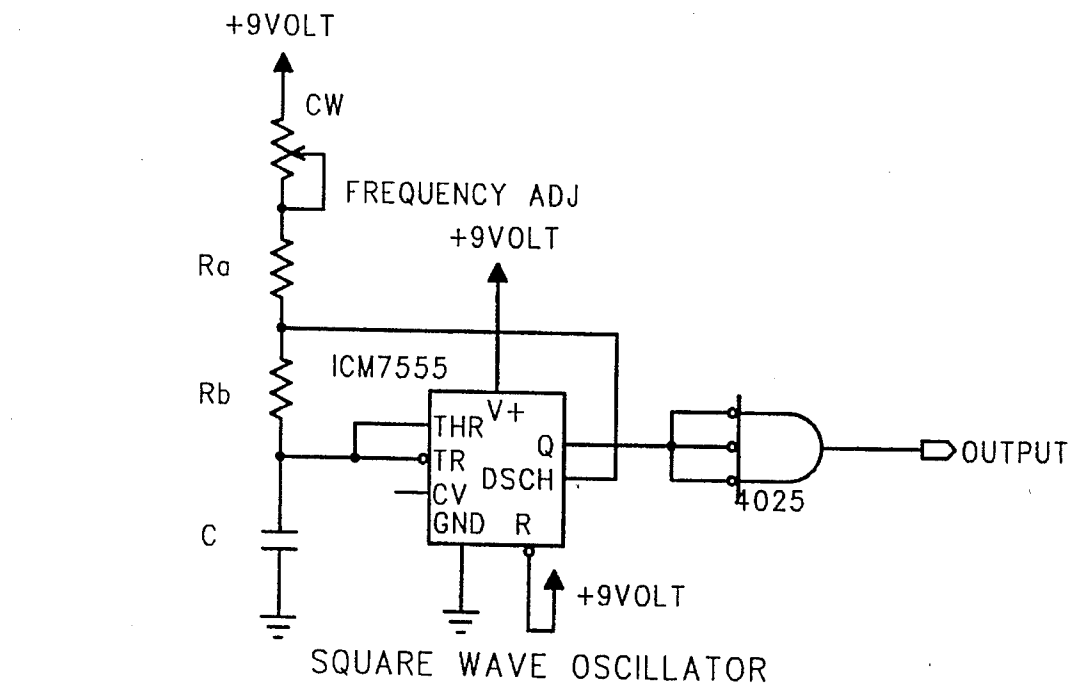 +9VOLT
CW
FREQUENCY ADJ
+9VOLT
Ra
ICM7555
Rb
V+
THR
Q
TR
DSCH
CV
4025
OUTPUT
GND
R
C
+9VOLT
SQUARE WAVE OSCILLATOR